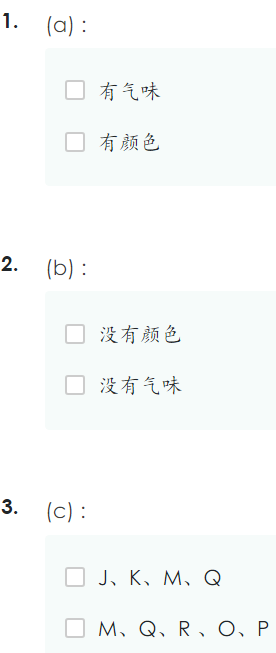 1. (a) :
有气味
有颜色
2. (b) :
没有颜色
没有气味
3. (c) :
J、K、M、Q
M、Q、R 、O、P